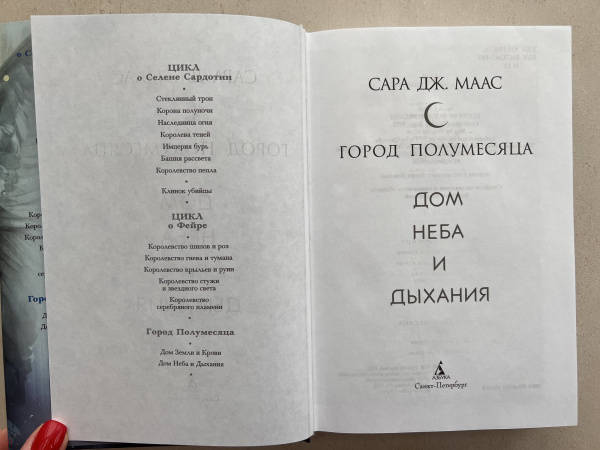 ЦИКЛ
о Селене Сардотин
Стеклянный трон
Корона полуночи
Наследница огня
Королева теней
Империя бурь
Башня рассвета
Королевство пепла
Клинок убийцы
ЦИКЛ
о Фейре
Королевство шипов и роз
Королевство гнева и тумана
Королевство крыльев и руин
Королевство стужи
и звездного света
Королевство
серебряного пламени
Город Полумесяца
Дом Земли и Крови
Дом Неба и Дыхания
САРА ДЖ. МААС
ГОРОД ПОЛУМЕСЯЦА
ДОМ
НЕБА
И
ДЫХАНИЯ
АЗБУКА
Санкт-Петербург